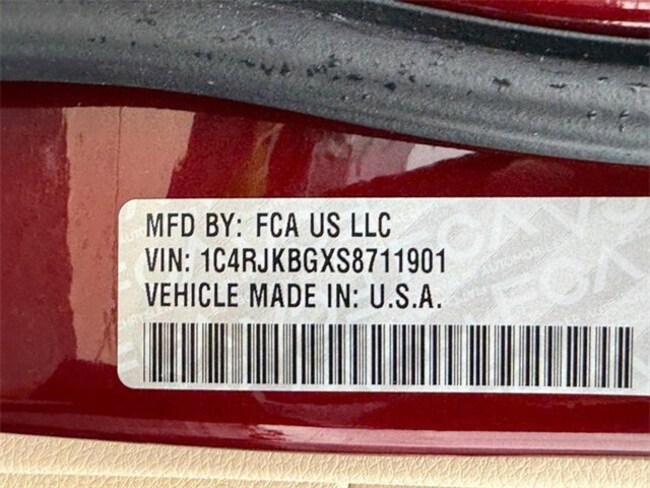 MFD BY: FCA US LLC
VIN: 1C4RJKBGXS8711901
VEHICLE MADE IN: U.S.A.